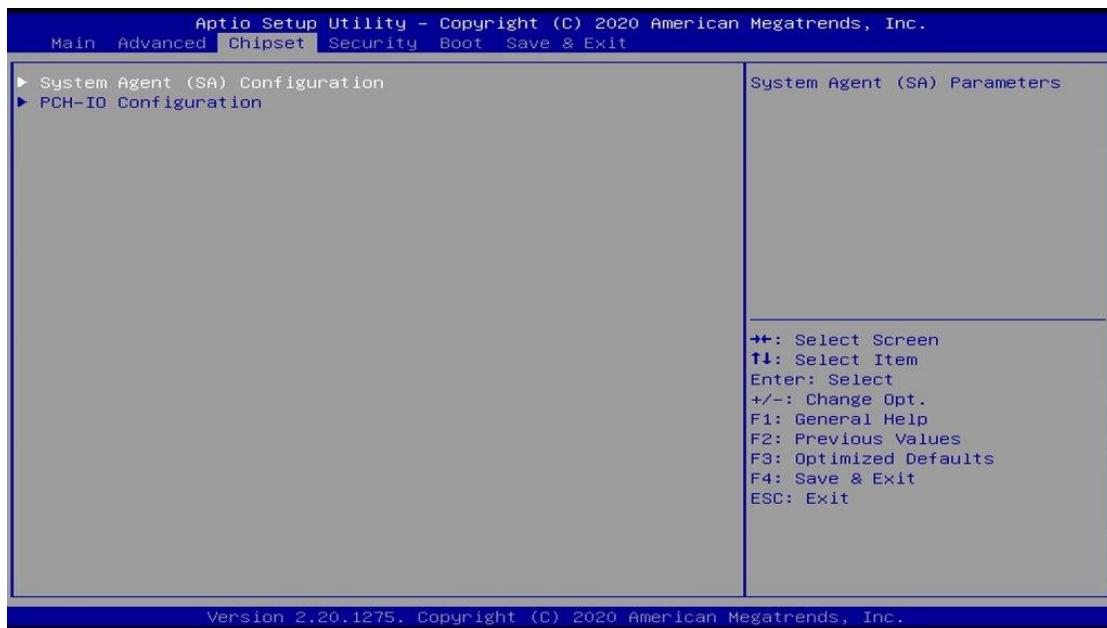 Aptio Setup Utility – Copyright (C) 2020 American Megatrends, Inc.
Main Advanced Chipset Security Boot Save & Exit
► System Agent (SA) Configuration
► PCH-IO Configuration
System Agent (SA) Parameters
→←: Select Screen
↑↓: Select Item
Enter: Select
+/-: Change Opt.
F1: General Help
F2: Previous Values
F3: Optimized Defaults
F4: Save & Exit
ESC: Exit
Version 2.20.1275. Copyright (C) 2020 American Megatrends, Inc.